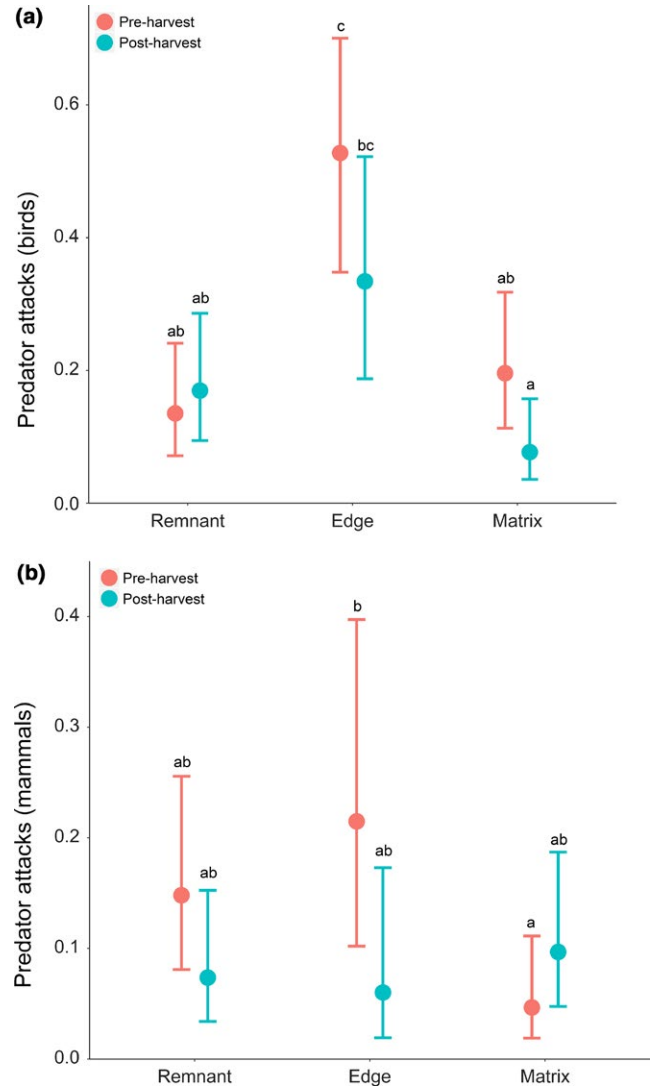 (a)
Pre-harvest
Post-harvest
c
bc
ab
ab
ab
a
0.6
0.4
0.2
0.0
Predator attacks (birds)
Remnant Edge Matrix
(b)
Pre-harvest
Post-harvest
b
ab
ab
ab
ab
a
0.4
0.3
0.2
0.1
0.0
Predator attacks (mammals)
Remnant Edge Matrix